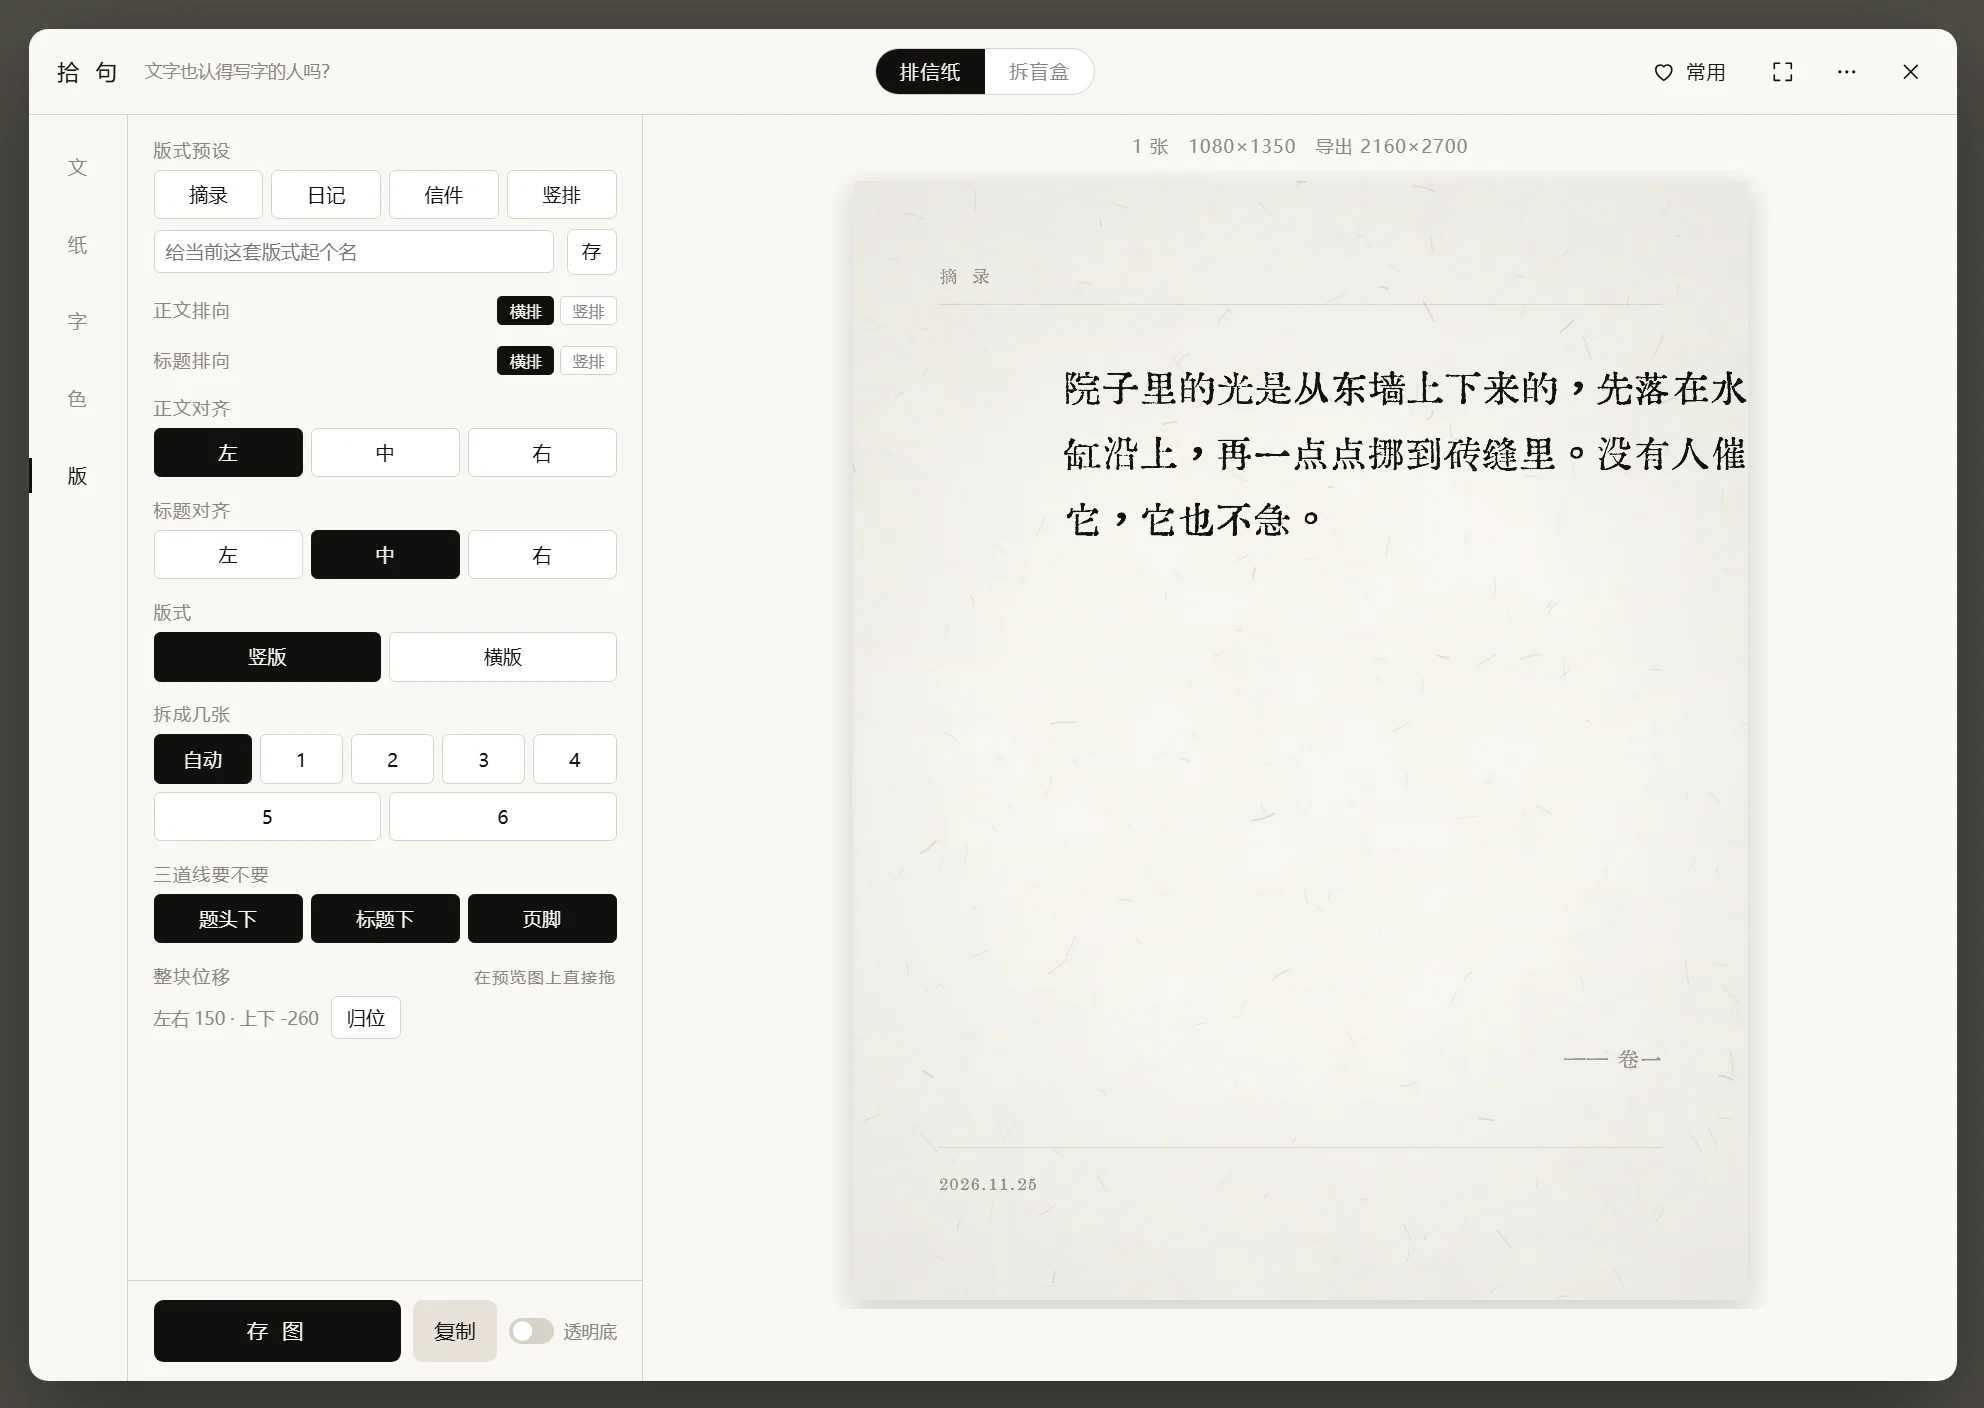 拾 句
文字也认得写字的人吗?
排信纸
拆盲盒
常用
文
纸
字
色
版
版式预设
摘录
日记
信件
竖排
给当前这套版式起个名
存
正文排向
横排
竖排
标题排向
横排
竖排
正文对齐
左
中
右
标题对齐
左
中
右
版式
竖版
横版
拆成几张
自动
1
2
3
4
5
6
三道线要不要
题头下
标题下
页脚
整块位移
在预览图上直接拖
左右 150 · 上下 -260
归位
存 图
复制
透明底
1 张 1080×1350 导出 2160×2700
摘 录
院子里的光是从东墙上下来的，先落在水
缸沿上，再一点点挪到砖缝里。没有人催
它，它也不急。
—— 卷一
2026.11.25